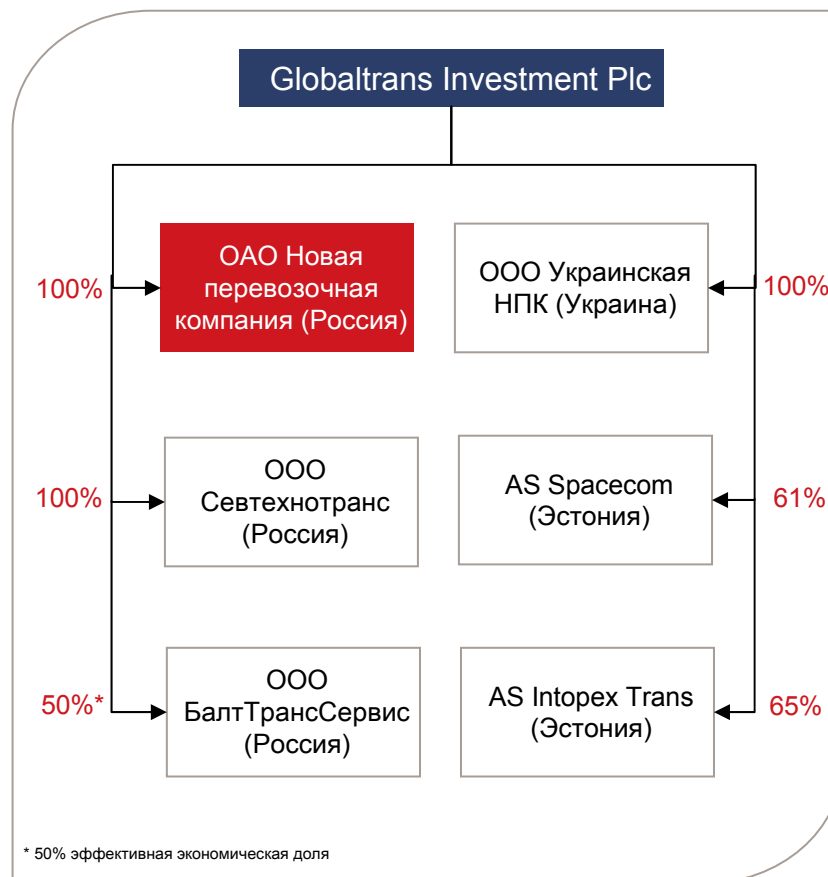 Globaltrans Investment Plc
100%
ОАО Новая
перевозочная
компания (Россия)
ООО Украинская
НПК (Украина)
100%
100%
ООО
Севтехнотранс
(Россия)
AS Spacecom
(Эстония)
61%
50%*
ООО
БалтТрансСервис
(Россия)
AS Intopex Trans
(Эстония)
65%
* 50% эффективная экономическая доля